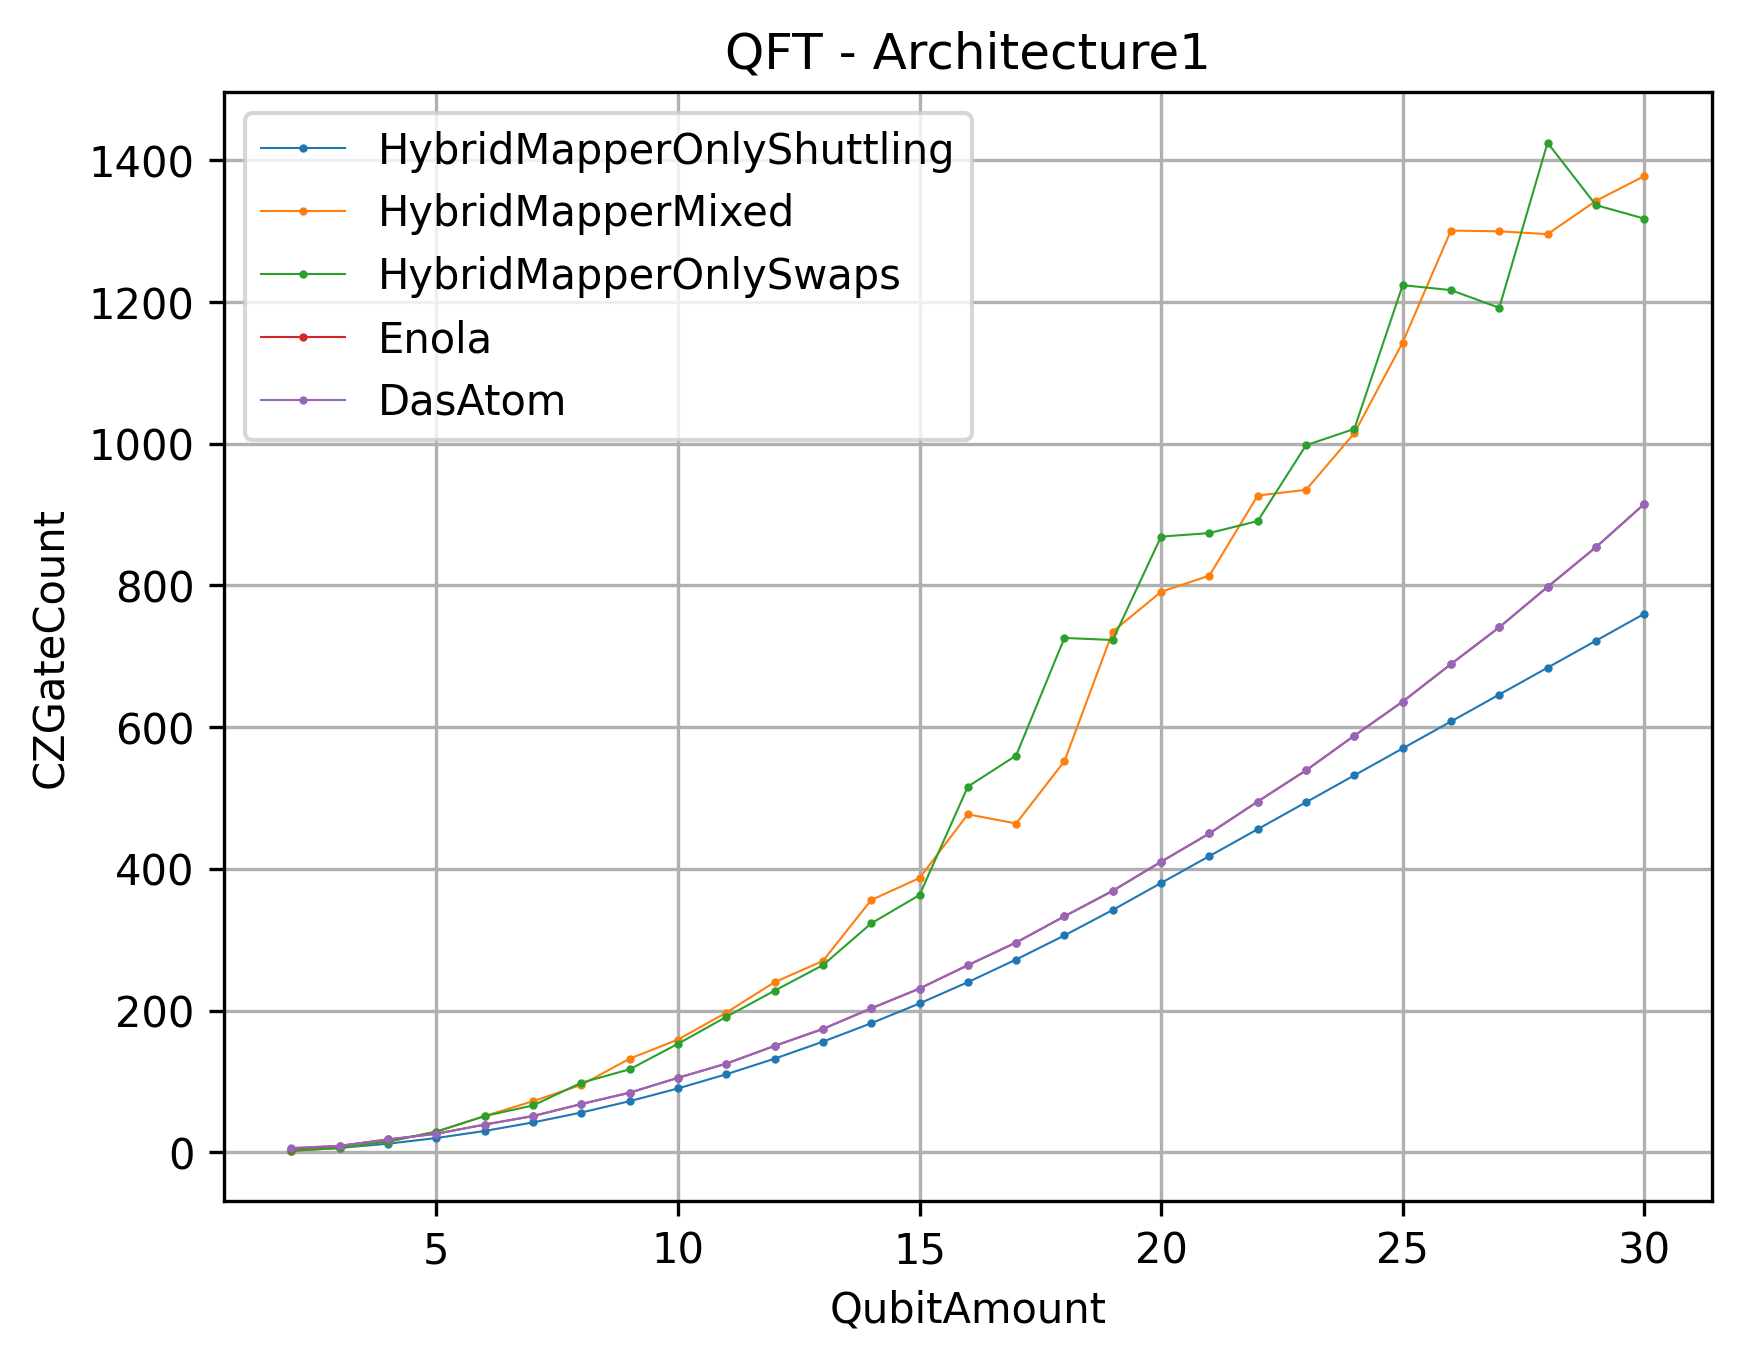 QFT - Architecture1
HybridMapperOnlyShuttling
HybridMapperMixed
HybridMapperOnlySwaps
Enola
DasAtom
CZGateCount
1400
1200
1000
800
600
400
200
0
5 10 15 20 25 30
QubitAmount